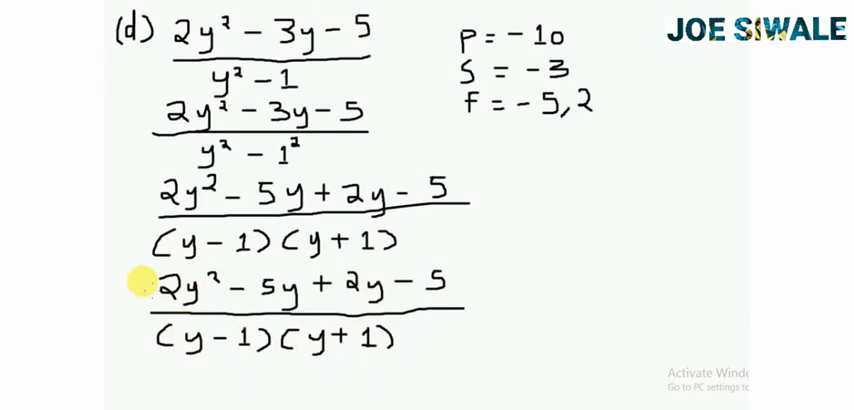 (d) 2y² - 3y - 5
y² - 1
2y² - 3y - 5
y² - 1²
2y² - 5y + 2y - 5
(y - 1)(y + 1)
2y² - 5y + 2y - 5
(y - 1)(y + 1)
P = - 10
S = - 3
F = - 5, 2
JOE SIWALE
Activate Windo
Go to PC settings to